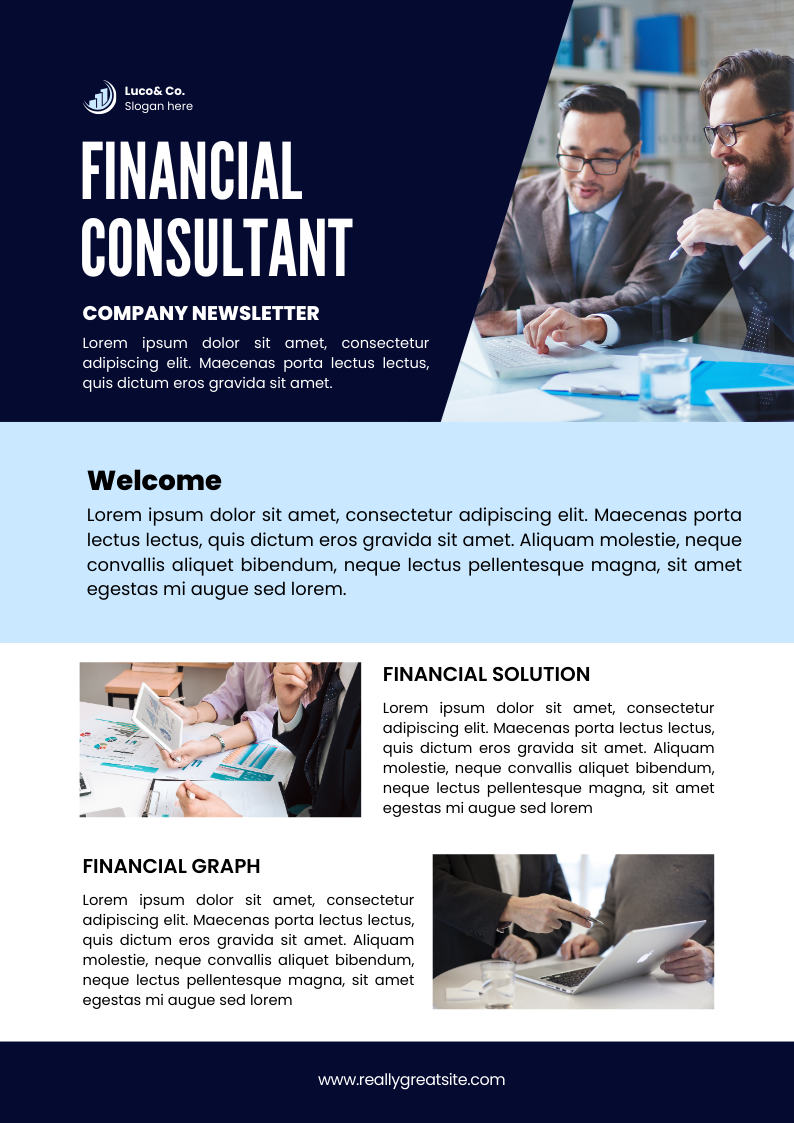 Luco& Co.
Slogan here
FINANCIAL
CONSULTANT
COMPANY NEWSLETTER
Lorem ipsum dolor sit amet, consectetur
adipiscing elit. Maecenas porta lectus lectus,
quis dictum eros gravida sit amet.
Welcome
Lorem ipsum dolor sit amet, consectetur adipiscing elit. Maecenas porta
lectus lectus, quis dictum eros gravida sit amet. Aliquam molestie, neque
convallis aliquet bibendum, neque lectus pellentesque magna, sit amet
egestas mi augue sed lorem.
FINANCIAL SOLUTION
Lorem ipsum dolor sit amet, consectetur
adipiscing elit. Maecenas porta lectus lectus,
quis dictum eros gravida sit amet. Aliquam
molestie, neque convallis aliquet bibendum,
neque lectus pellentesque magna, sit amet
egestas mi augue sed lorem
FINANCIAL GRAPH
Lorem ipsum dolor sit amet, consectetur
adipiscing elit. Maecenas porta lectus lectus,
quis dictum eros gravida sit amet. Aliquam
molestie, neque convallis aliquet bibendum,
neque lectus pellentesque magna, sit amet
egestas mi augue sed lorem
www.reallygreatsite.com